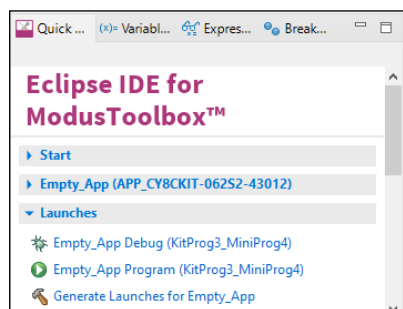 Quick ... (x)= Variabl... Expres... Break...
Eclipse IDE for
ModusToolbox™
Start
Empty_App (APP_CY8CKIT-062S2-43012)
Launches
Empty_App Debug (KitProg3_MiniProg4)
Empty_App Program (KitProg3_MiniProg4)
Generate Launches for Empty_App